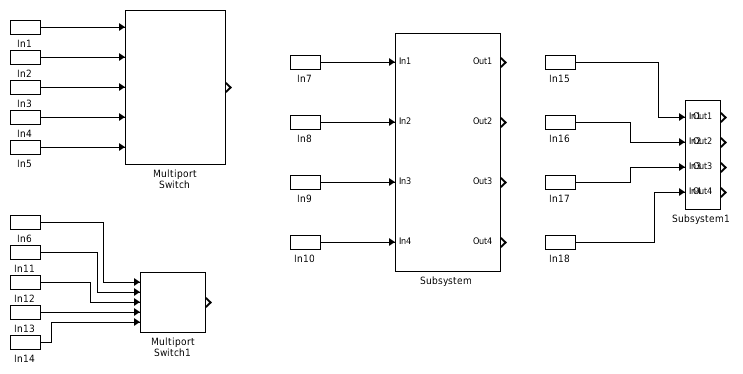 In1
In2
In3
In4
In5
Multiport
Switch
In6
In11
In12
In13
In14
Multiport
Switch1
In7
In8
In9
In10
In1 Out1
In2 Out2
In3 Out3
In4 Out4
Subsystem
In15
In16
In17
In18
In1 Out1
In2 Out2
In3 Out3
In4 Out4
Subsystem1